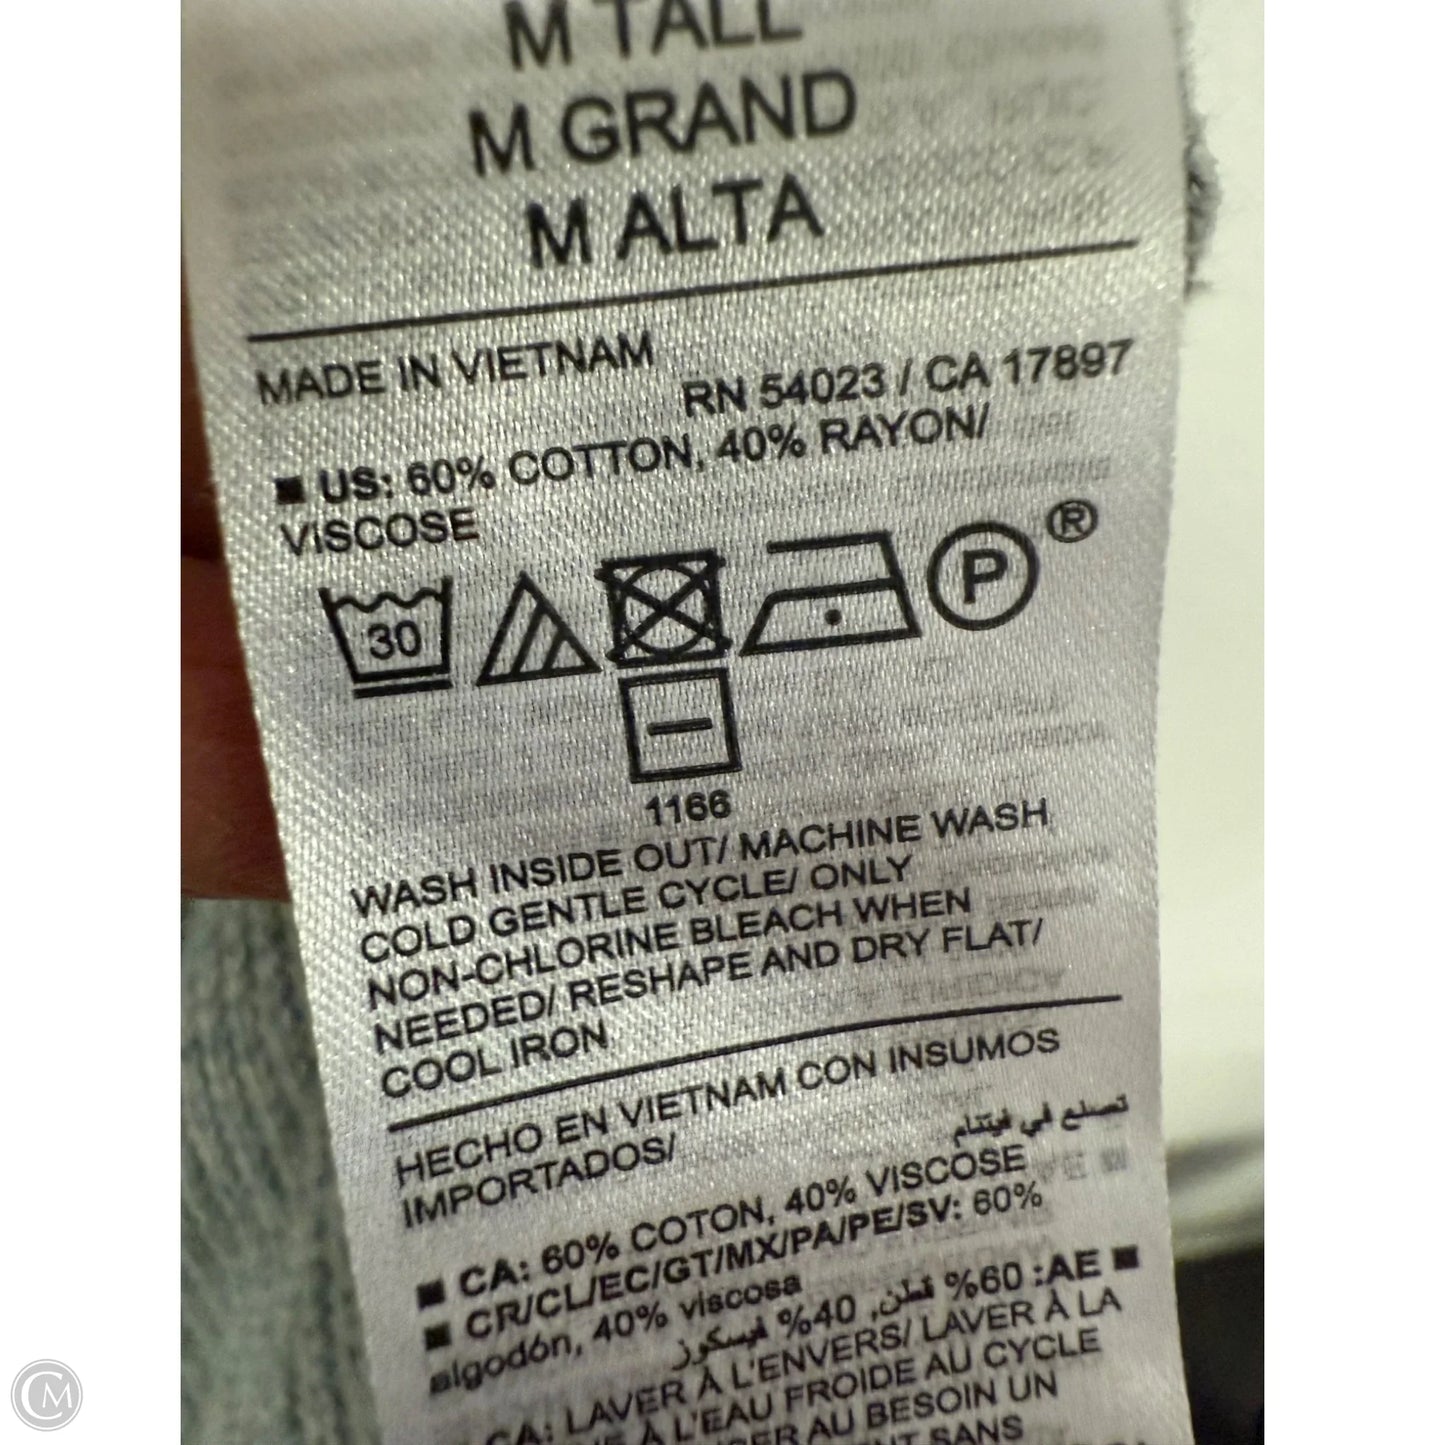 M TALL
M GRAND
M ALTA
MADE IN VIETNAM
RN 54023 / CA 17897
■ US: 60% COTTON, 40% RAYON/
VISCOSE
30
P ®
1166
WASH INSIDE OUT/ MACHINE WASH
COLD GENTLE CYCLE/ ONLY
NON-CHLORINE BLEACH WHEN
NEEDED/ RESHAPE AND DRY FLAT/
COOL IRON
HECHO EN VIETNAM CON INSUMOS
IMPORTADOS/
تصنع في فيتنام
■ CA: 60% COTON, 40% VISCOSE
■ CR/CL/EC/GT/MX/PA/PE/SV: 60%
algodón, 40% viscosa
■ AE: 60% قطن, 40% فيسكوز
CA: LAVER À L'ENVERS/ LAVER À LA
À L'EAU FROIDE AU CYCLE
AU BESOIN UN
SANS
CM